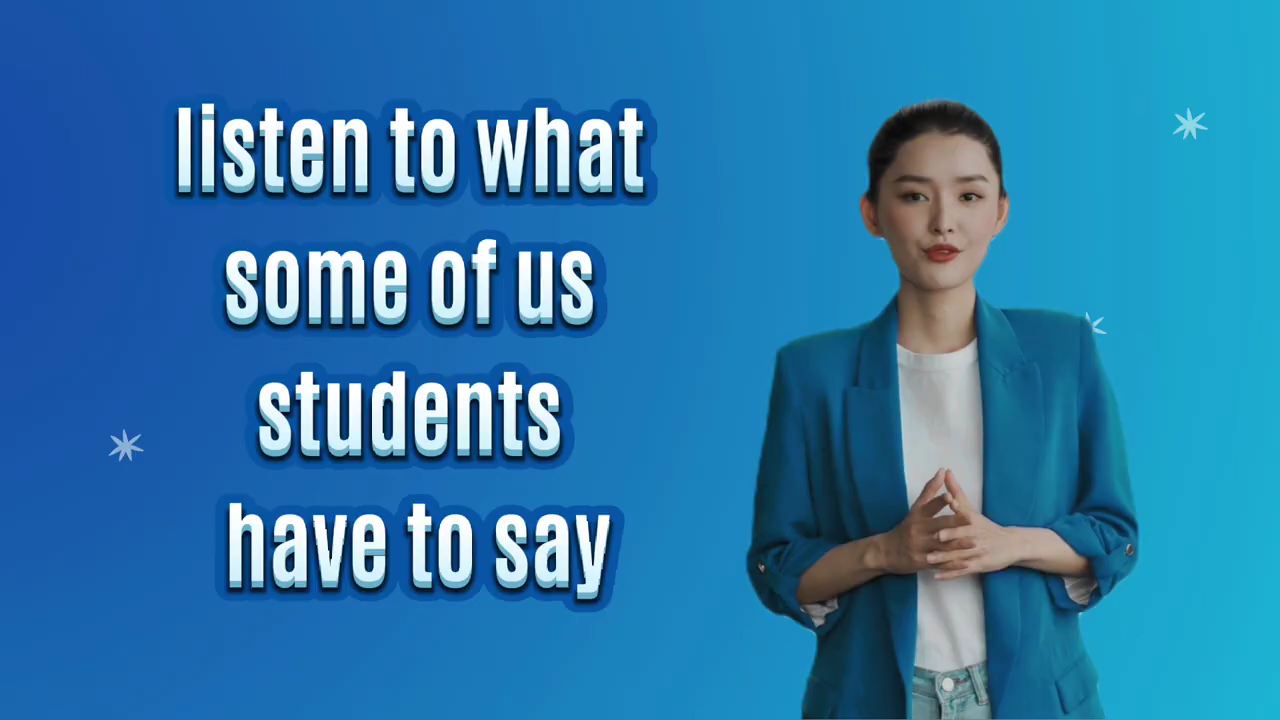 listen to what
some of us
students
have to say